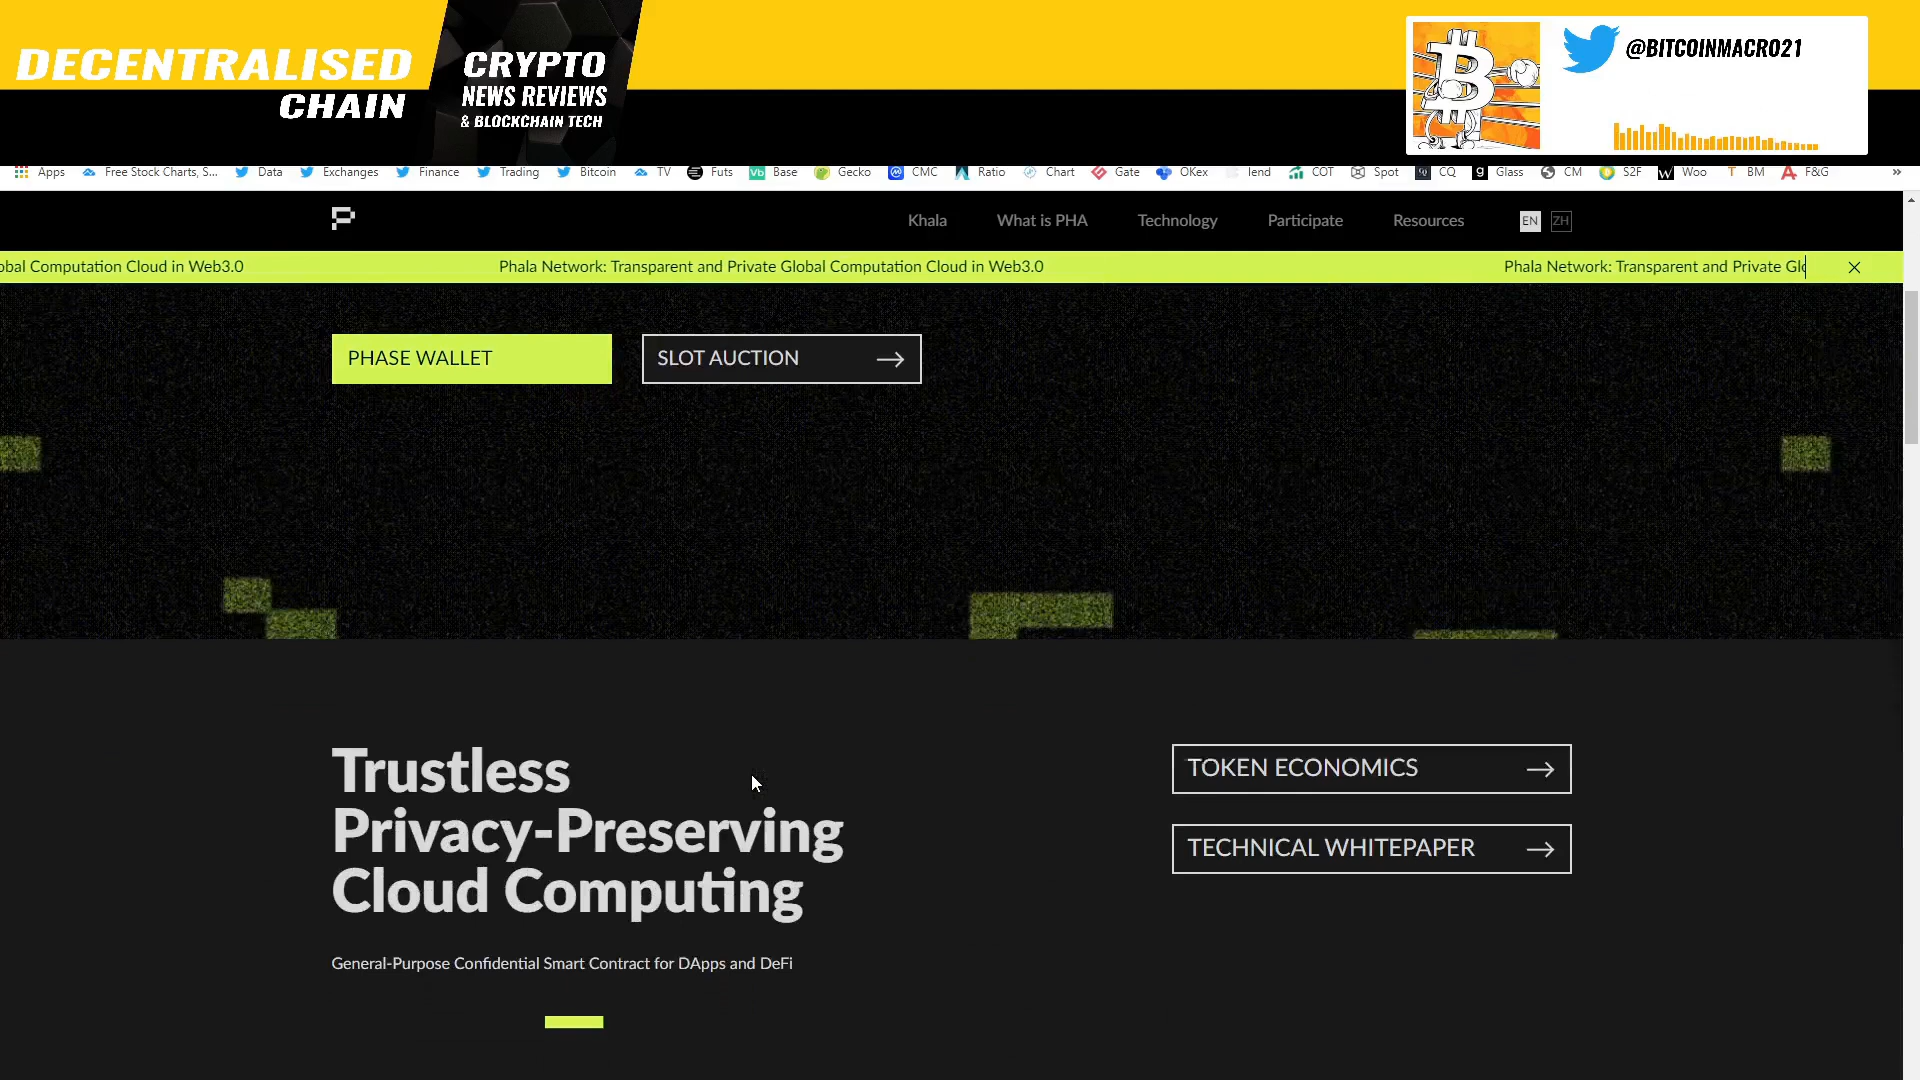 DECENTRALISED
CHAIN
CRYPTO
NEWS REVIEWS
& BLOCKCHAIN TECH
@BITCOINMACRO21
Apps Free Stock Charts, S... Data Exchanges Finance Trading Bitcoin TV Futs Base Gecko CMC Ratio Chart Gate OKex lend COT Spot CQ Glass CM S2F Woo BM F&G »
Khala What is PHA Technology Participate Resources EN ZH
obal Computation Cloud in Web3.0 Phala Network: Transparent and Private Global Computation Cloud in Web3.0 Phala Network: Transparent and Private Glo
PHASE WALLET SLOT AUCTION
Trustless
Privacy-Preserving
Cloud Computing
TOKEN ECONOMICS
TECHNICAL WHITEPAPER
General-Purpose Confidential Smart Contract for DApps and DeFi